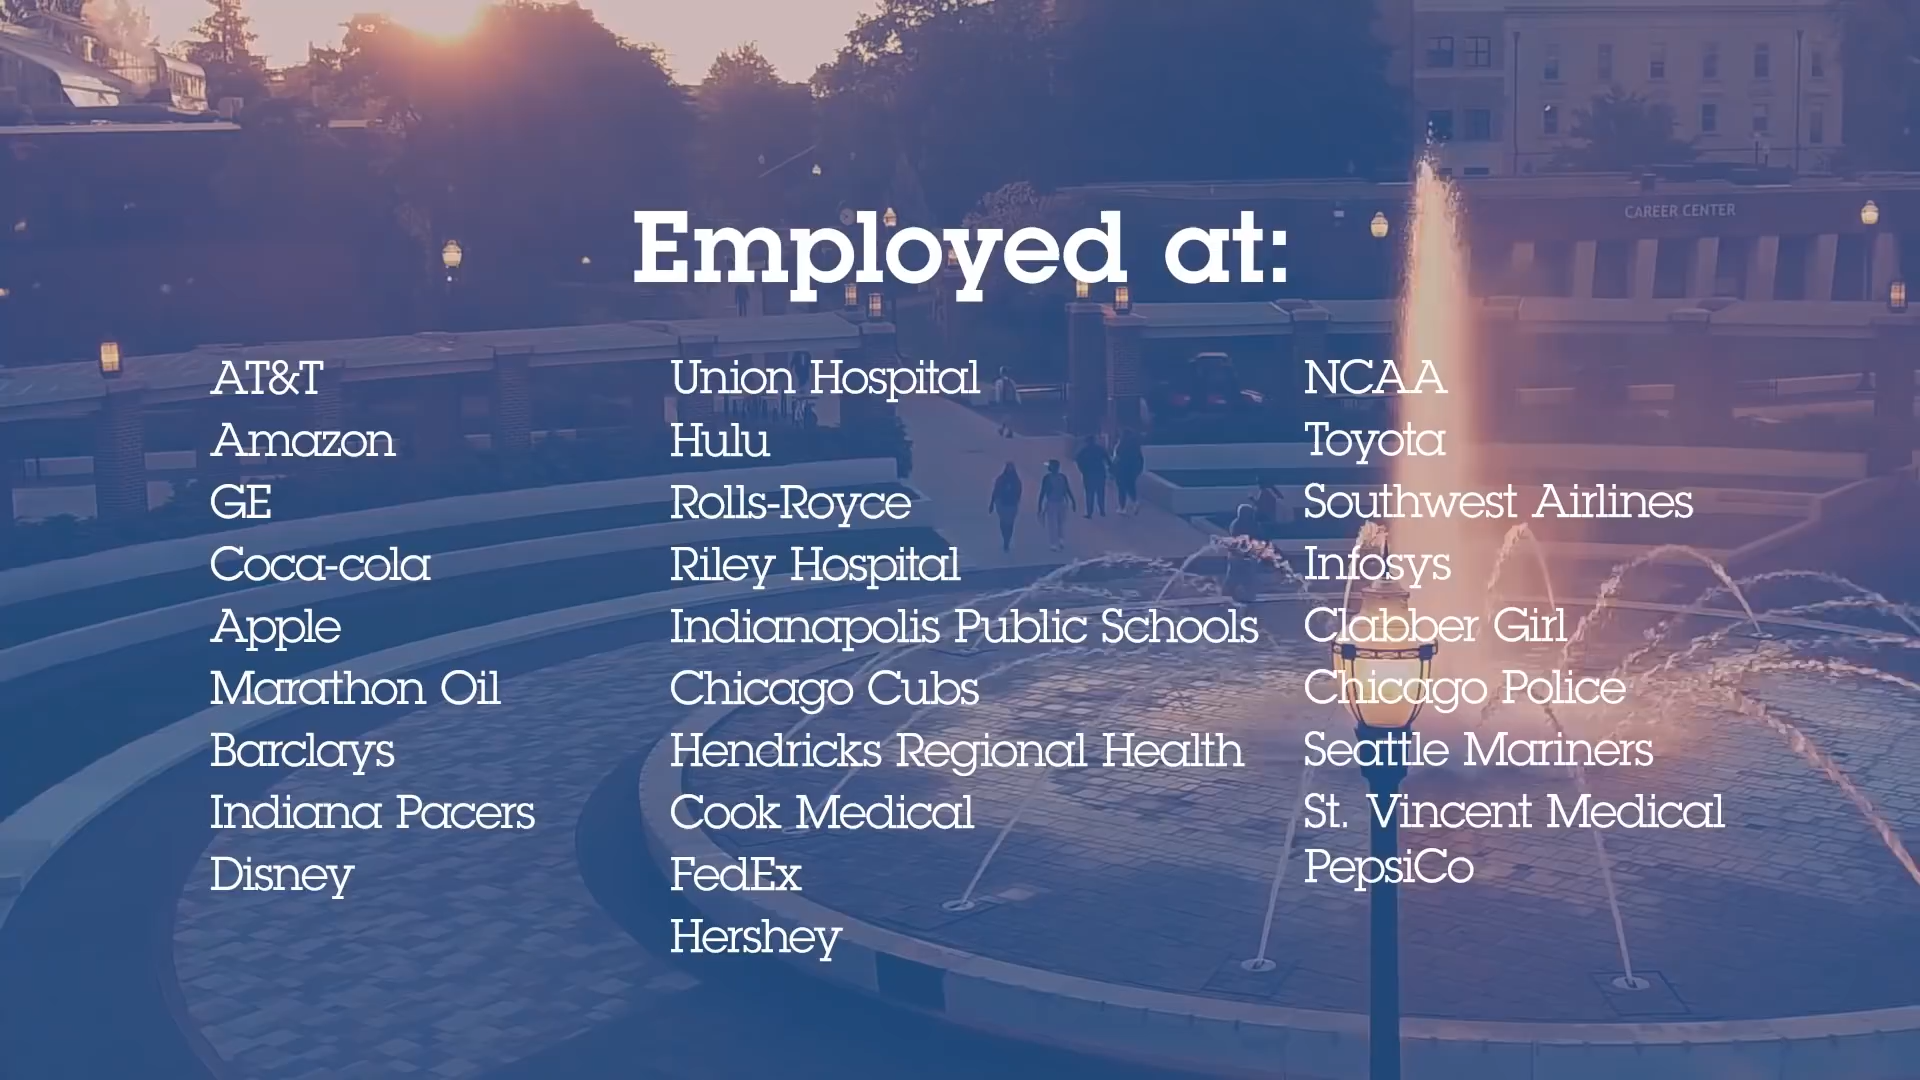 CAREER CENTER
Employed at:
AT&T
Amazon
GE
Coca-cola
Apple
Marathon Oil
Barclays
Indiana Pacers
Disney
Union Hospital
Hulu
Rolls-Royce
Riley Hospital
Indianapolis Public Schools
Chicago Cubs
Hendricks Regional Health
Cook Medical
FedEx
Hershey
NCAA
Toyota
Southwest Airlines
Infosys
Clabber Girl
Chicago Police
Seattle Mariners
St. Vincent Medical
PepsiCo